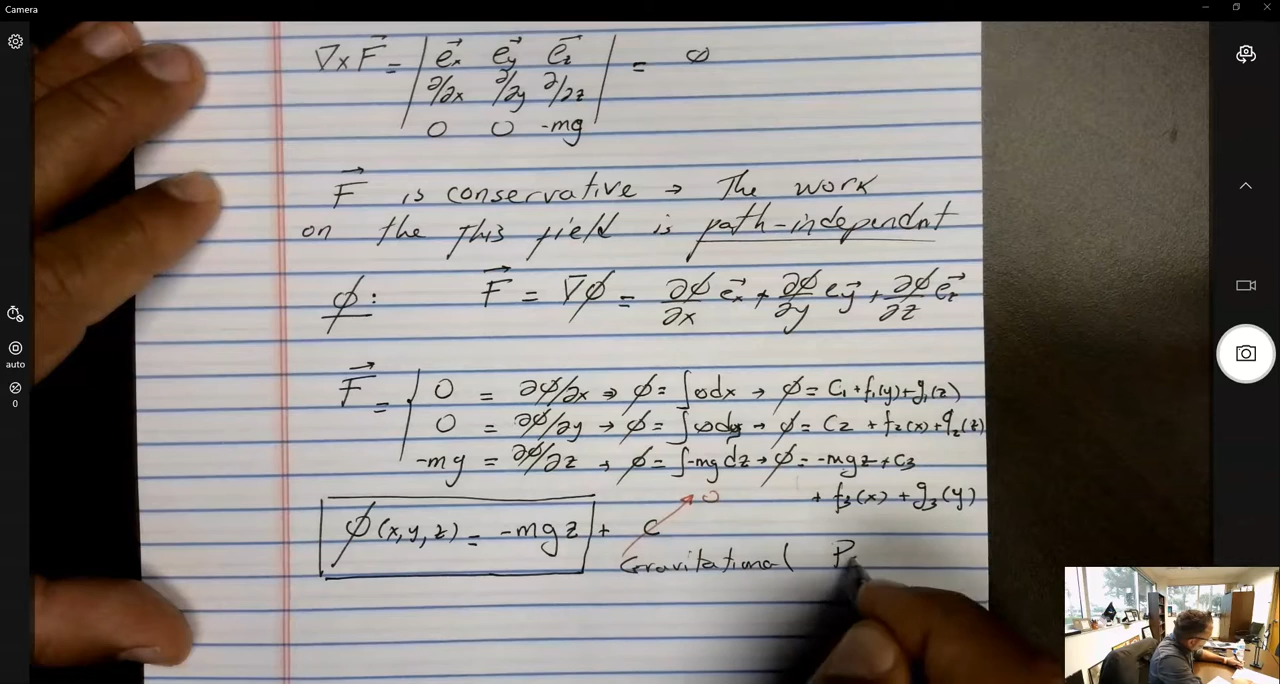 Camera
∇×F⃗ = | e⃗x e⃗y e⃗z | = 0
∂/∂x ∂/∂y ∂/∂z
0 0 -mg
F⃗ is conservative → The work
on the this field is path-independent
ϕ: F⃗ = ∇̄ϕ = ∂ϕ/∂x e⃗x + ∂ϕ/∂y e⃗y + ∂ϕ/∂z e⃗z
F⃗ = { 0 = ∂ϕ/∂x → ϕ = ∫0dx → ϕ = C1 + f1(y) + g1(z)
0 = ∂ϕ/∂y → ϕ = ∫0dy → ϕ = C2 + f2(x) + g2(z)
-mg = ∂ϕ/∂z → ϕ = ∫-mg dz → ϕ = -mgz + C3
+ f3(x) + g3(y)
0
ϕ(x,y,z) = -mgz + C
Gravitational P
auto
0